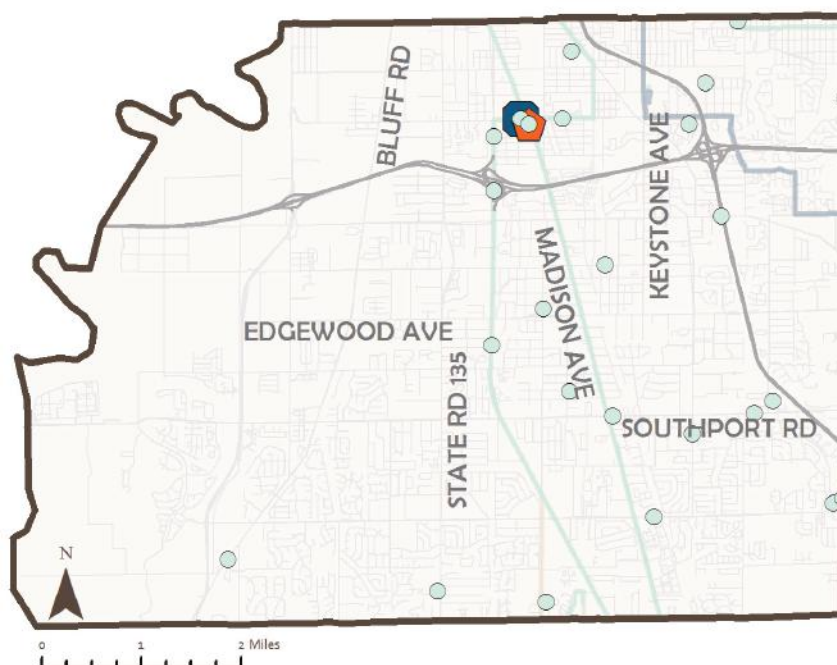 BLUFF RD
KEYSTONE AVE
MADISON AVE
EDGEWOOD AVE
STATE RD 135
SOUTHPORT RD
N
0 1 2 Miles